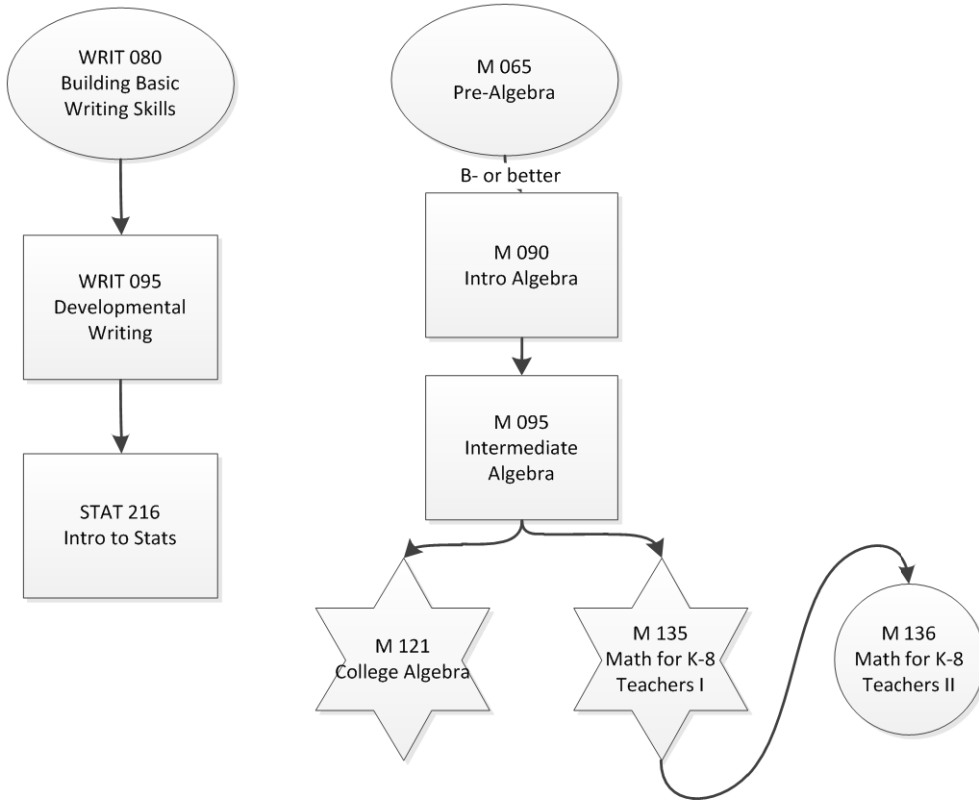 WRIT 080
Building Basic
Writing Skills
WRIT 095
Developmental
Writing
STAT 216
Intro to Stats
M 065
Pre-Algebra
B- or better
M 090
Intro Algebra
M 095
Intermediate
Algebra
M 121
College Algebra
M 135
Math for K-8
Teachers I
M 136
Math for K-8
Teachers II